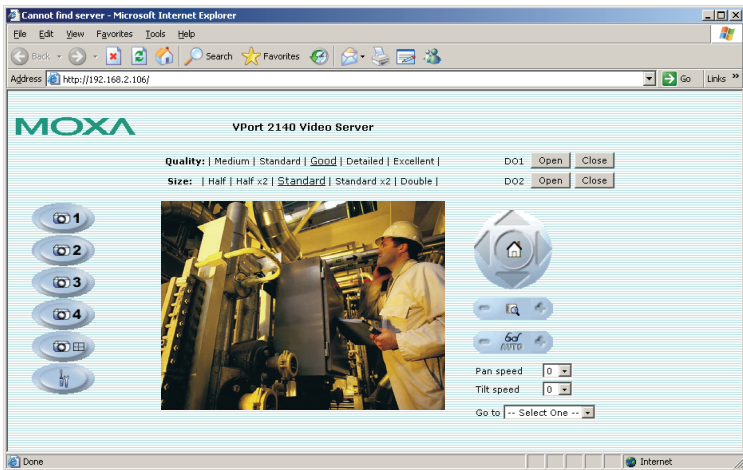 Cannot find server - Microsoft Internet Explorer
File Edit View Favorites Tools Help
Back Search Favorites
Address http://192.168.2.106/ Go Links »
MOXA
VPort 2140 Video Server
Quality: | Medium | Standard | Good | Detailed | Excellent | DO1 Open Close
Size: | Half | Half x2 | Standard | Standard x2 | Double | DO2 Open Close
1
2
3
4
AUTO
Pan speed 0
Tilt speed 0
Go to -- Select One --
Done Internet